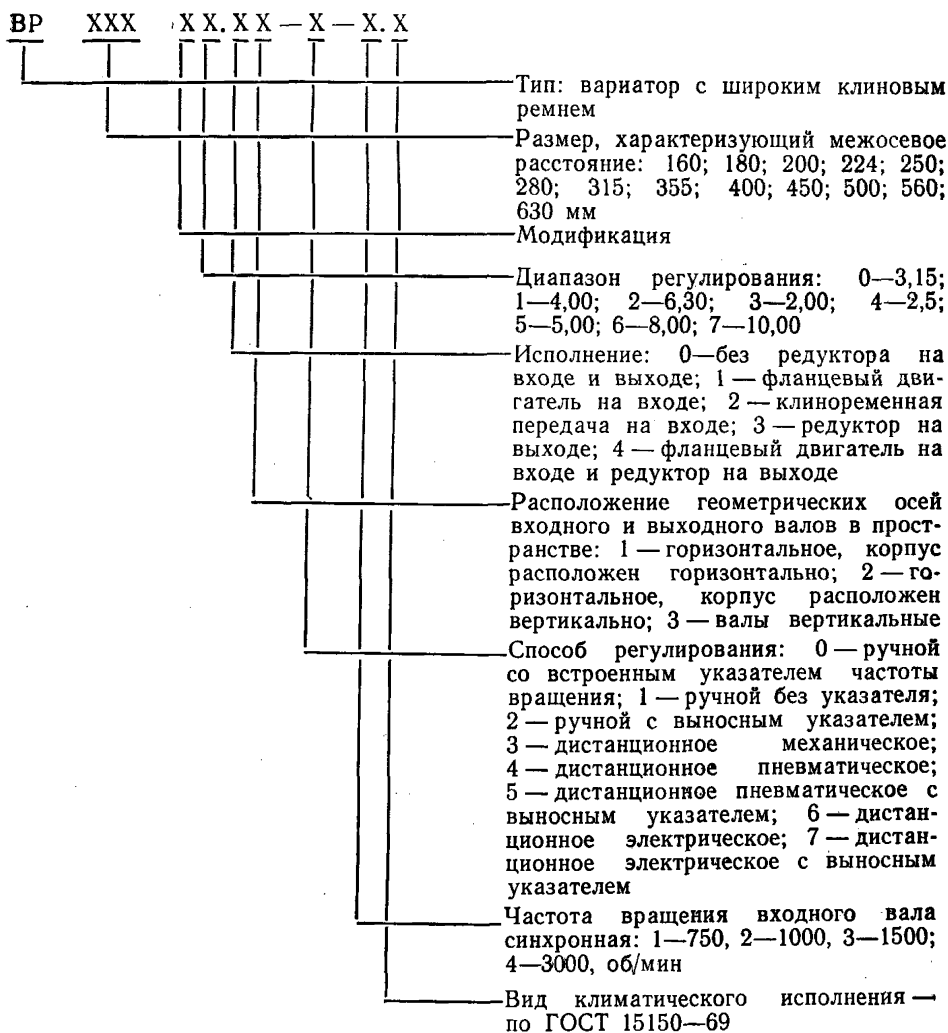 ВР ХХХ Х Х. Х Х — Х — Х. Х
Тип: вариатор с широким клиновым
ремнем
Размер, характеризующий межосевое
расстояние: 160; 180; 200; 224; 250;
280; 315; 355; 400; 450; 500; 560;
630 мм
Модификация
Диапазон регулирования: 0—3,15;
1—4,00; 2—6,30; 3—2,00; 4—2,5;
5—5,00; 6—8,00; 7—10,00
Исполнение: 0—без редуктора на
входе и выходе; 1 — фланцевый дви-
гатель на входе; 2 — клиноременная
передача на входе; 3 — редуктор на
выходе; 4 — фланцевый двигатель на
входе и редуктор на выходе
Расположение геометрических осей
входного и выходного валов в прост-
ранстве: 1 — горизонтальное, корпус
расположен горизонтально; 2 — го-
ризонтальное, корпус расположен
вертикально; 3 — валы вертикальные
Способ регулирования: 0 — ручной
со встроенным указателем частоты
вращения; 1 — ручной без указателя;
2 — ручной с выносным указателем;
3 — дистанционное механическое;
4 — дистанционное пневматическое;
5 — дистанционное пневматическое с
выносным указателем; 6 — дистан-
ционное электрическое; 7 — дистан-
ционное электрическое с выносным
указателем
Частота вращения входного вала
синхронная: 1—750, 2—1000, 3—1500;
4—3000, об/мин
Вид климатического исполнения —
по ГОСТ 15150—69